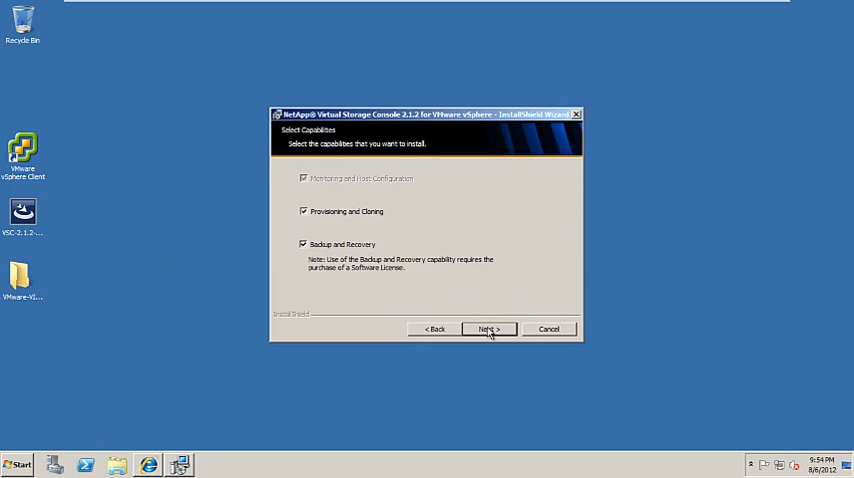 Recycle Bin
NetApp® Virtual Storage Console 2.1.2 for VMware vSphere - InstallShield Wizard
Select Capabilities
Select the capabilities that you want to install.
VMware
vSphere Client
Monitoring and Host Configuration
Provisioning and Cloning
VSC-2.1.2-...
Backup and Recovery
Note: Use of the Backup and Recovery capability requires the
purchase of a Software License.
VMware-VI...
InstallShield
< Back
Next >
Cancel
Start
9:54 PM
8/6/2012